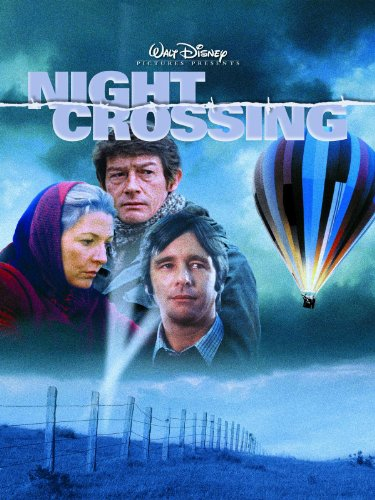 WALT DISNEY
PICTURES PRESENTS
NIGHT
CROSSING